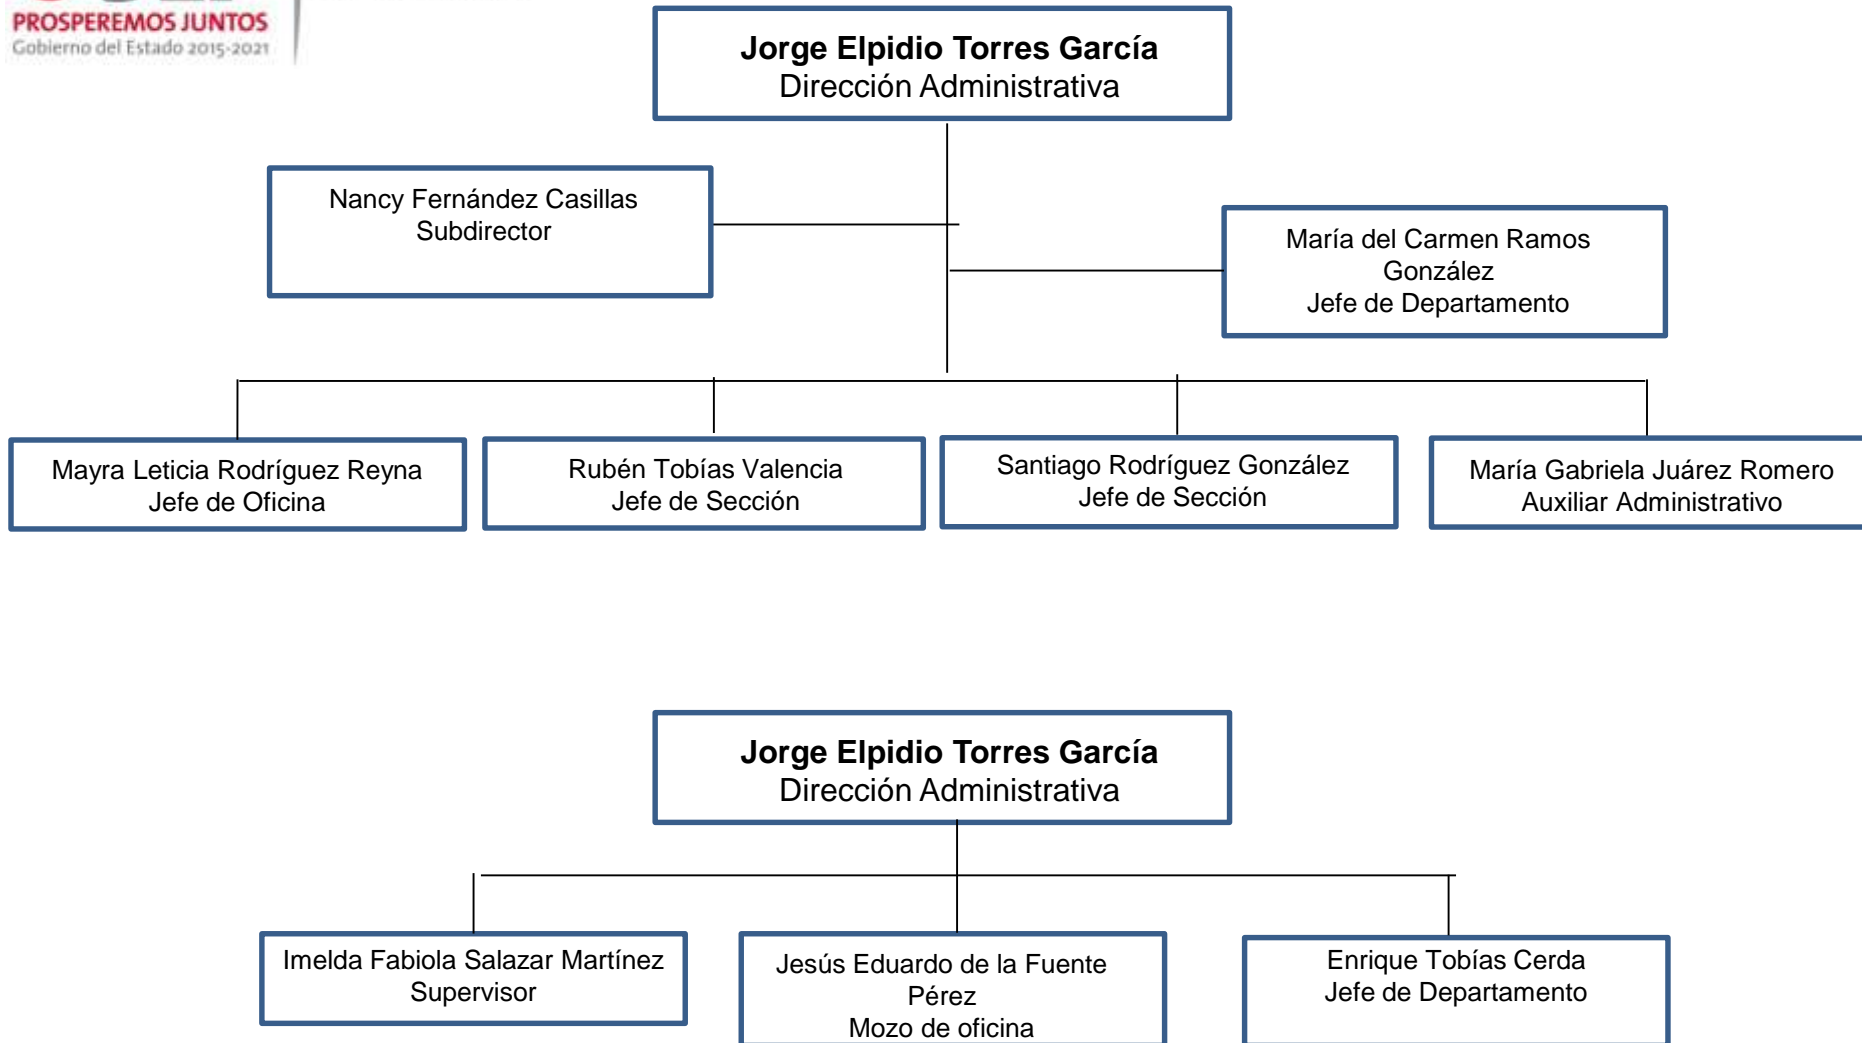 PROSPEREMOS JUNTOS
Gobierno del Estado 2015-2021
Jorge Elpidio Torres García
Dirección Administrativa
Nancy Fernández Casillas
Subdirector
María del Carmen Ramos
González
Jefe de Departamento
Mayra Leticia Rodríguez Reyna
Jefe de Oficina
Rubén Tobías Valencia
Jefe de Sección
Santiago Rodríguez González
Jefe de Sección
María Gabriela Juárez Romero
Auxiliar Administrativo
Jorge Elpidio Torres García
Dirección Administrativa
Imelda Fabiola Salazar Martínez
Supervisor
Jesús Eduardo de la Fuente
Pérez
Mozo de oficina
Enrique Tobías Cerda
Jefe de Departamento